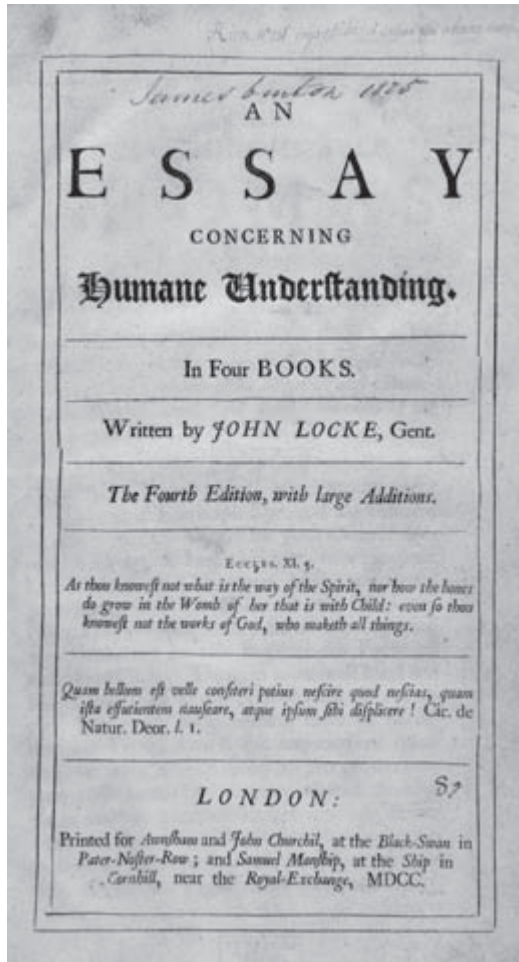 James 1825
AN
ESSAY
CONCERNING
Humane Underſtanding.
In Four BOOKS.
Written by JOHN LOCKE, Gent.
The Fourth Edition, with large Additions.
ECCLES. XI. 5.
As thou knoweſt not what is the way of the Spirit, nor how the bones
do grow in the Womb of her that is with Child: even ſo thou
knoweſt not the works of God, who maketh all things.
Quam bellum eſt velle confiteri potius neſcire quod neſcias, quam
iſta effutientem nauſeare, atque ipſum ſibi diſplicere! Cic. de
Natur. Deor. l. 1.
LONDON:
87
Printed for Awnſham and John Churchil, at the Black-Swan in
Pater-Noſter-Row; and Samuel Manſhip, at the Ship in
Cornhill, near the Royal-Exchange, MDCC.